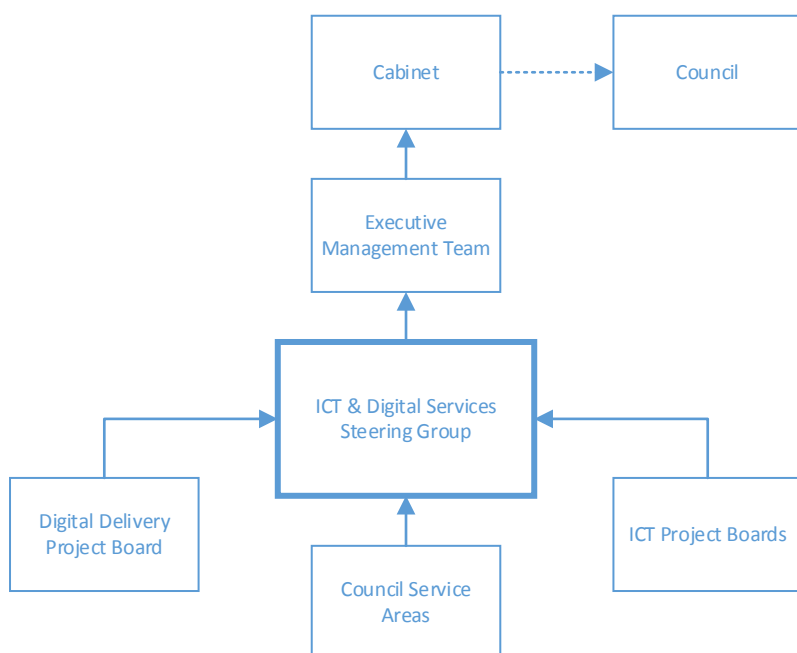 Cabinet
Council
Executive
Management Team
ICT & Digital Services
Steering Group
Digital Delivery
Project Board
ICT Project Boards
Council Service
Areas